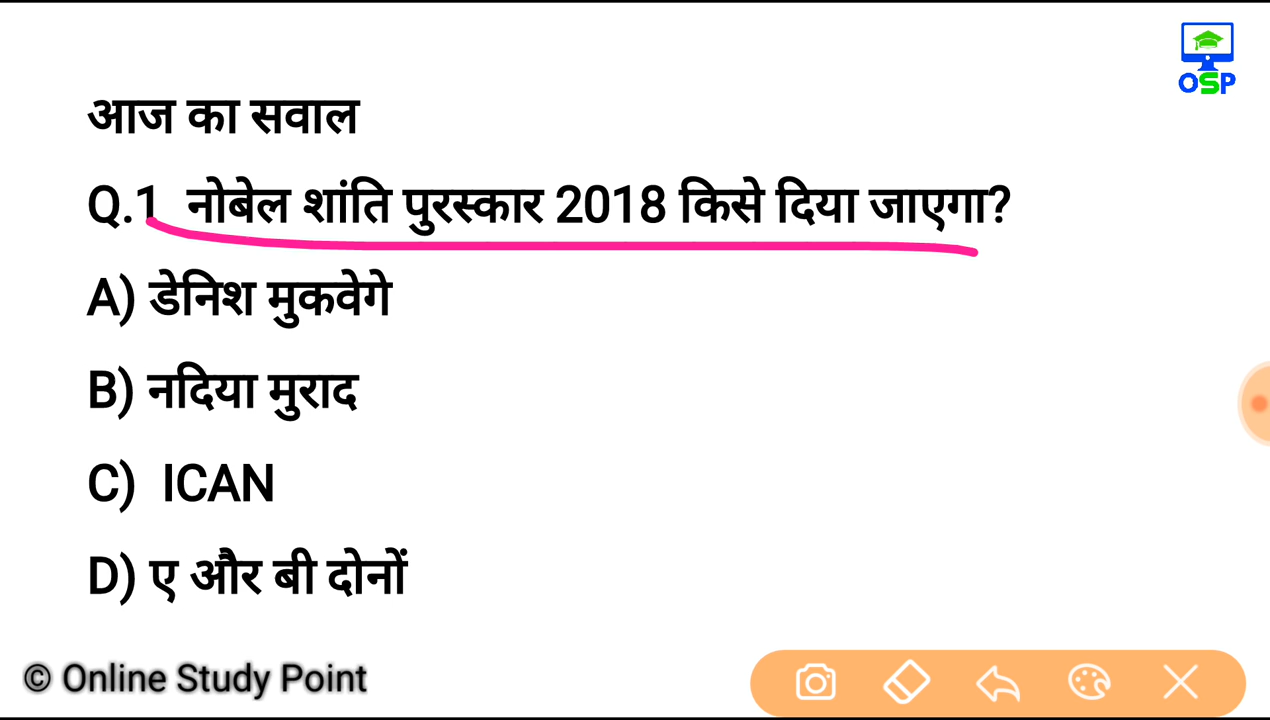 OSP
आज का सवाल
Q.1 नोबेल शांति पुरस्कार 2018 किसे दिया जाएगा?
A) डेनिश मुकवेगे
B) नदिया मुराद
C) ICAN
D) ए और बी दोनों
© Online Study Point